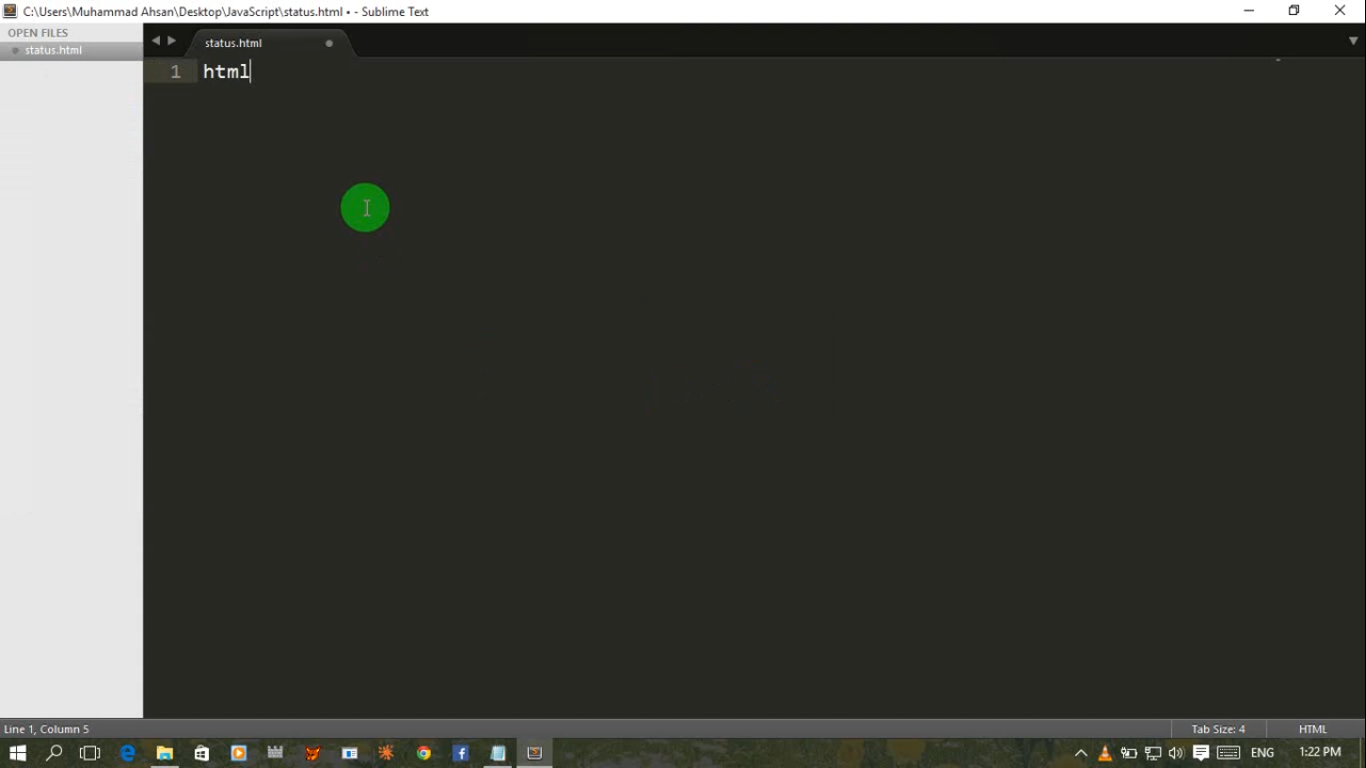 C:\Users\Muhammad Ahsan\Desktop\JavaScript\status.html • - Sublime Text
OPEN FILES
status.html
status.html
1 html
Line 1, Column 5
Tab Size: 4
HTML
ENG
1:22 PM